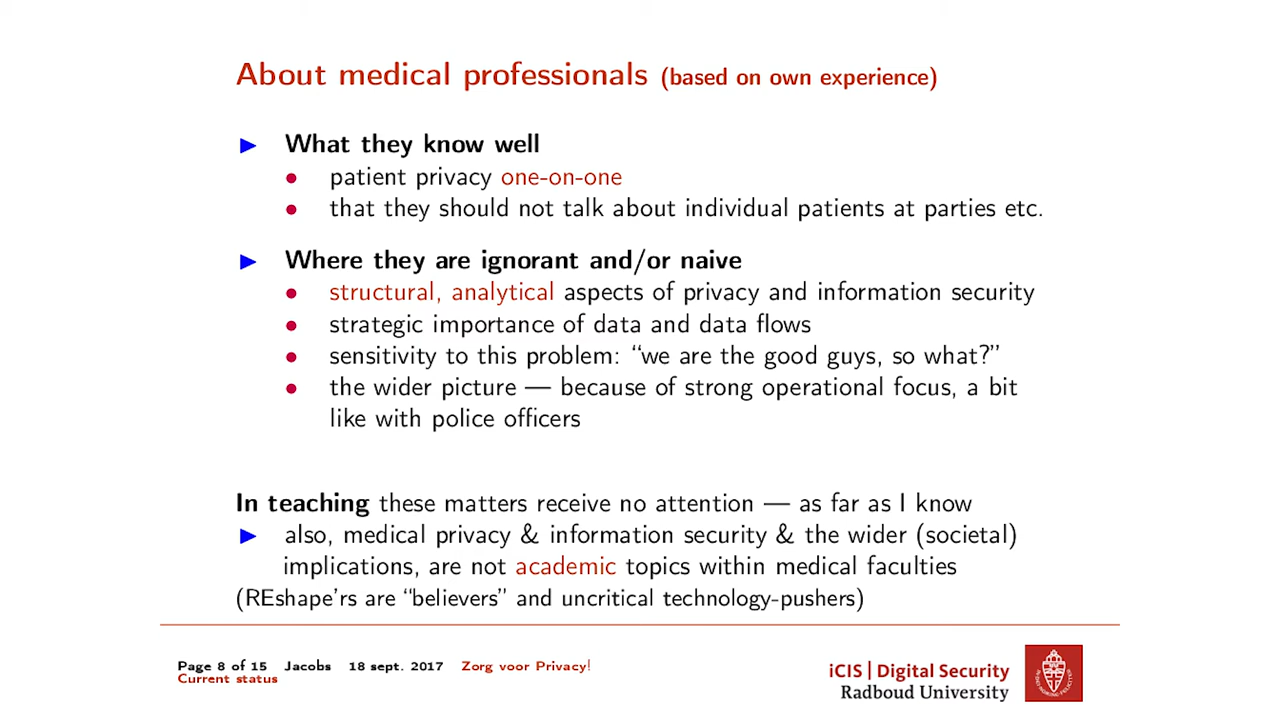 About medical professionals (based on own experience)
What they know well
patient privacy one-on-one
that they should not talk about individual patients at parties etc.
Where they are ignorant and/or naive
structural, analytical aspects of privacy and information security
strategic importance of data and data flows
sensitivity to this problem: “we are the good guys, so what?”
the wider picture — because of strong operational focus, a bit
like with police officers
In teaching these matters receive no attention — as far as I know
also, medical privacy & information security & the wider (societal)
implications, are not academic topics within medical faculties
(REshape'rs are “believers” and uncritical technology-pushers)
Page 8 of 15 Jacobs 18 sept. 2017 Zorg voor Privacy!
Current status
iCIS | Digital Security
Radboud University